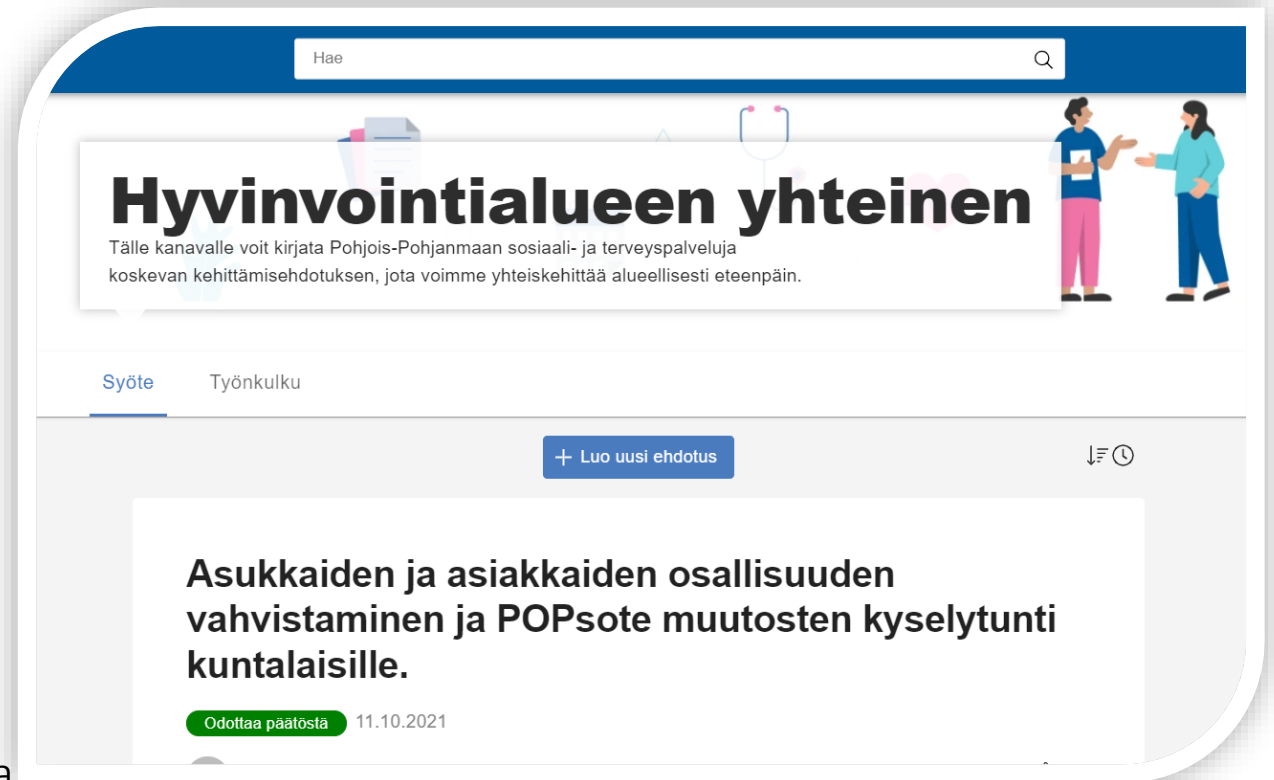 Hae
Hyvinvointialueen yhteinen
Tälle kanavalle voit kirjata Pohjois-Pohjanmaan sosiaali- ja terveyspalveluja
koskevan kehittämisehdotuksen, jota voimme yhteiskehittää alueellisesti eteenpäin.
Syöte Työnkulku
+ Luo uusi ehdotus
Asukkaiden ja asiakkaiden osallisuuden
vahvistaminen ja POPsote muutosten kyselytunti
kuntalaisille.
Odottaa päätöstä 11.10.2021